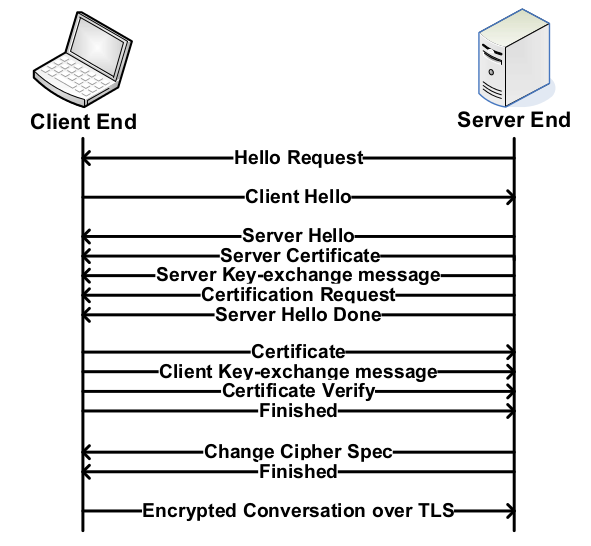 Client End
Server End
Hello Request
Client Hello
Server Hello
Server Certificate
Server Key-exchange message
Certification Request
Server Hello Done
Certificate
Client Key-exchange message
Certificate Verify
Finished
Change Cipher Spec
Finished
Encrypted Conversation over TLS